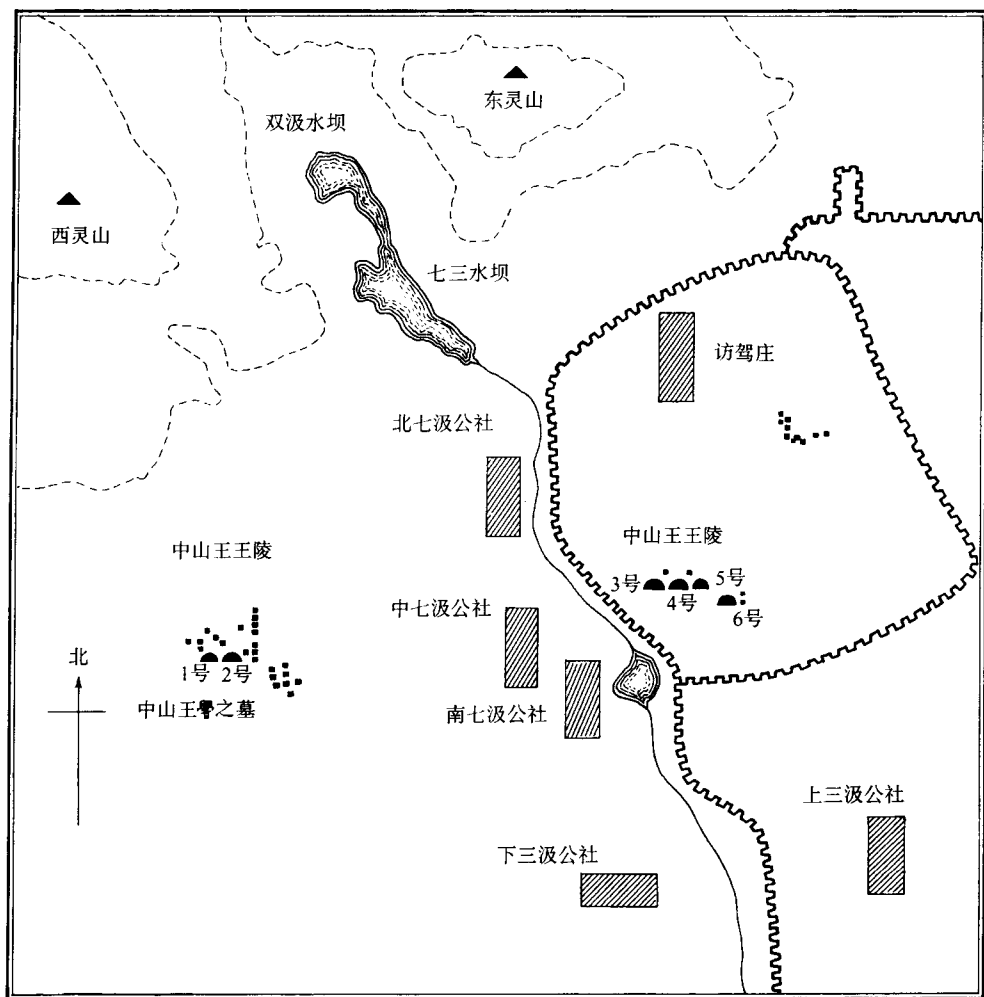 东灵山
双汲水坝
西灵山
七三水坝
访驾庄
北七汲公社
中山王王陵
中山王王陵
3号
5号
4号
6号
中七汲公社
北
1号 2号
中山王𰯼之墓
南七汲公社
上三汲公社
下三汲公社